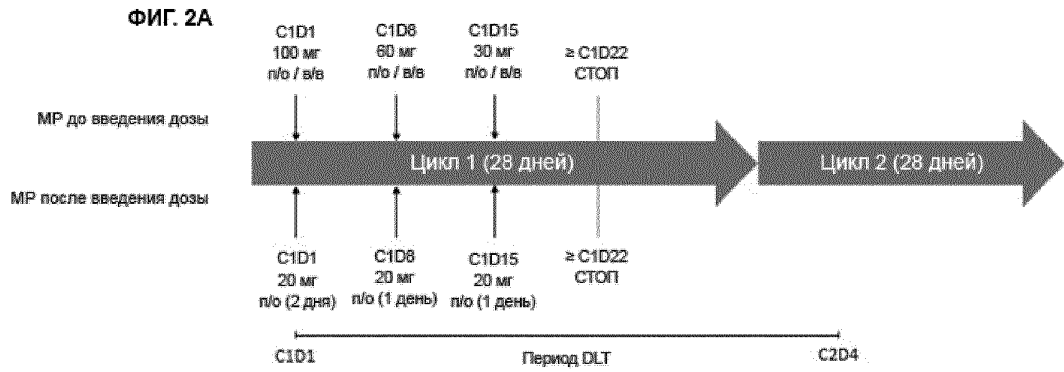 ФИГ. 2A
C1D1
100 мг
п/о / в/в
C1D8
60 мг
п/о / в/в
C1D15
30 мг
п/о / в/в
≥ C1D22
СТОП
МР до введения дозы
Цикл 1 (28 дней)
Цикл 2 (28 дней)
МР после введения дозы
C1D1
20 мг
п/о (2 дня)
C1D8
20 мг
п/о (1 день)
C1D15
20 мг
п/о (1 день)
≥ C1D22
СТОП
C1D1
Период DLT
C2D4